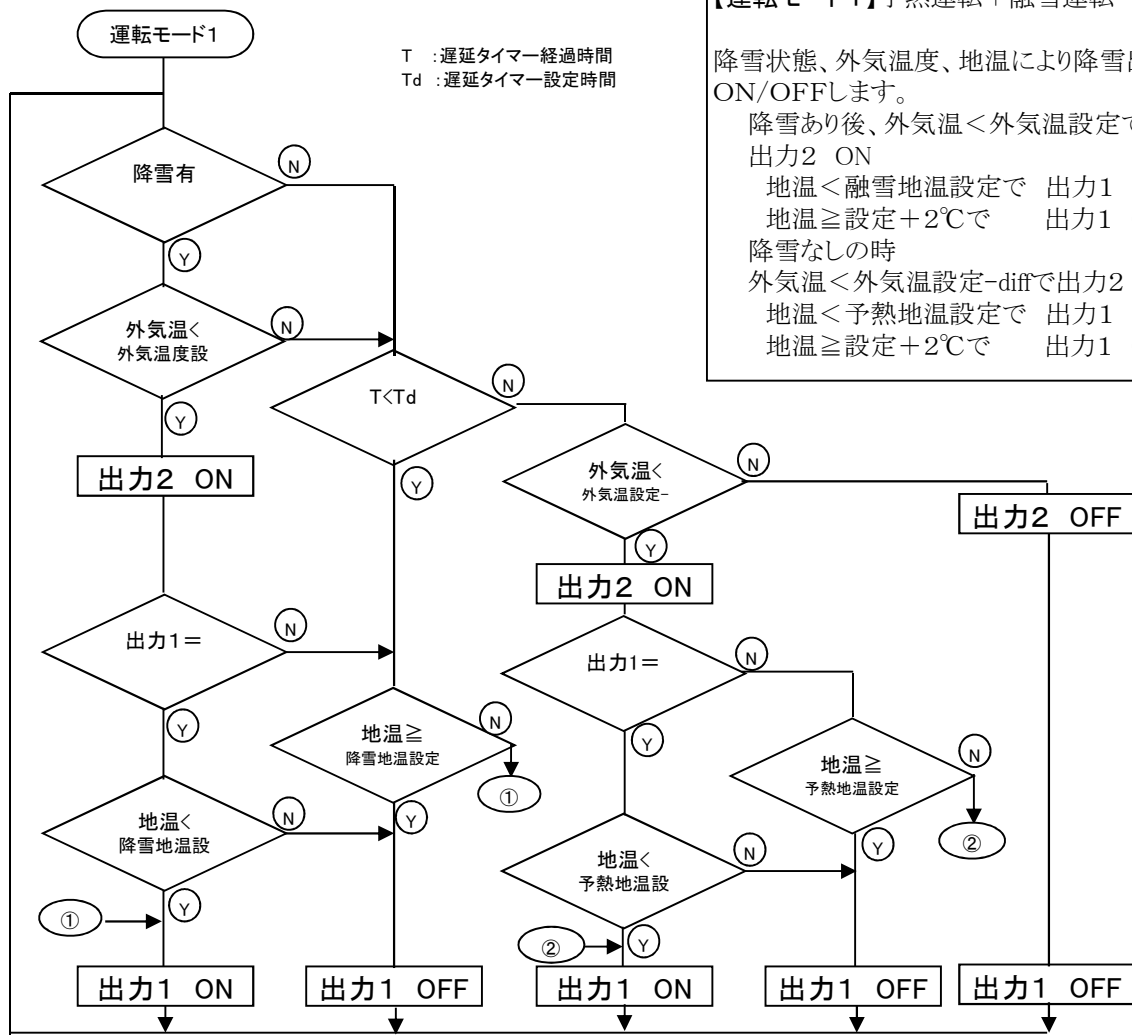 運転モード1
T :遅延タイマー経過時間
Td :遅延タイマー設定時間
【運転モード1】予熱運転+融雪運転
降雪状態、外気温度、地温により降雪出
ON/OFFします。
降雪あり後、外気温<外気温設定で
出力2 ON
地温<融雪地温設定で 出力1
地温≧設定+2℃で 出力1
降雪なしの時
外気温<外気温設定-diffで出力2
地温<予熱地温設定で 出力1
地温≧設定+2℃で 出力1
降雪有
N
Y
外気温<
外気温度設
N
Y
T<Td
N
Y
出力2 ON
外気温<
外気温設定-
N
Y
出力2 OFF
出力2 ON
出力1=
N
Y
出力1=
N
Y
地温≧
降雪地温設定
N
Y
①
地温≧
予熱地温設定
N
Y
②
地温<
降雪地温設
N
Y
①
地温<
予熱地温設
N
Y
②
出力1 ON
出力1 OFF
出力1 ON
出力1 OFF
出力1 OFF